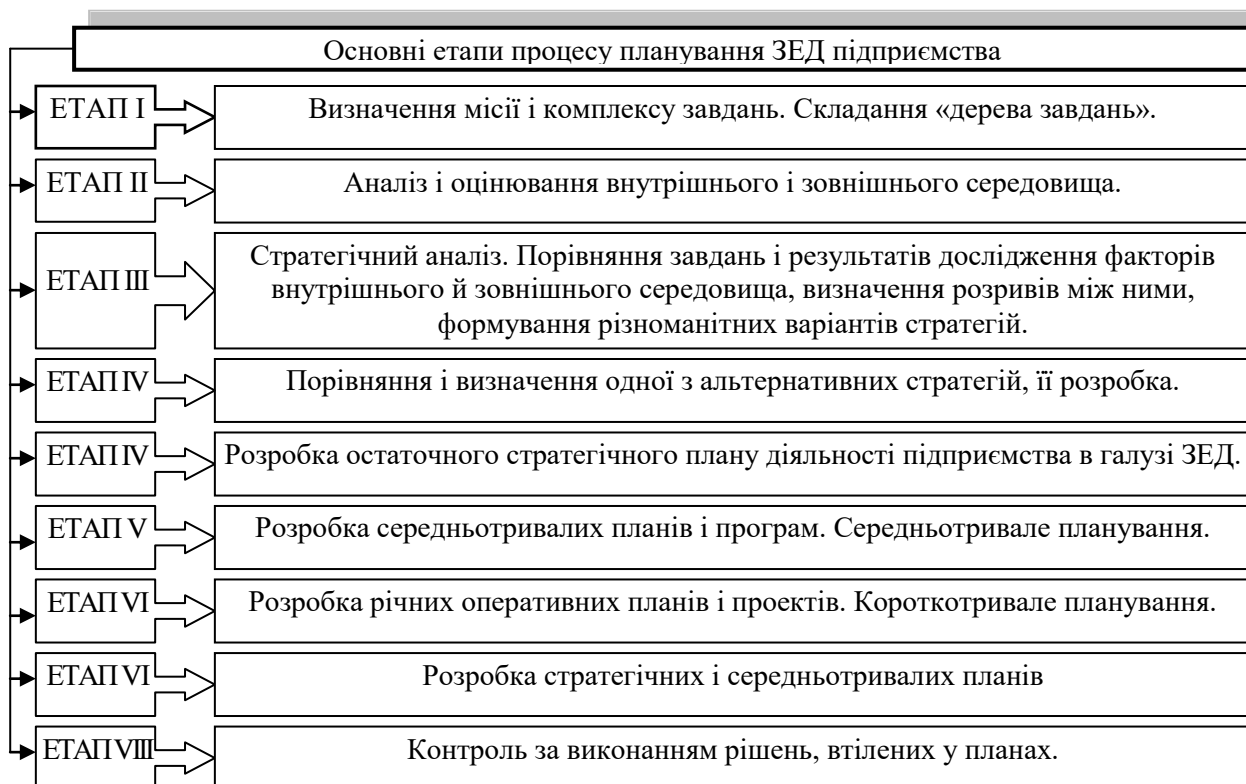 Основні етапи процесу планування ЗЕД підприємства
ЕТАП І
Визначення місії і комплексу завдань. Складання «дерева завдань».
ЕТАП ІІ
Аналіз і оцінювання внутрішнього і зовнішнього середовища.
ЕТАП ІІІ
Стратегічний аналіз. Порівняння завдань і результатів дослідження факторів
внутрішнього й зовнішнього середовища, визначення розривів між ними,
формування різноманітних варіантів стратегій.
ЕТАП IV
Порівняння і визначення одної з альтернативних стратегій, її розробка.
ЕТАП IV
Розробка остаточного стратегічного плану діяльності підприємства в галузі ЗЕД.
ЕТАП V
Розробка середньотривалих планів і програм. Середньотривале планування.
ЕТАП VI
Розробка річних оперативних планів і проектів. Короткотривале планування.
ЕТАП VI
Розробка стратегічних і середньотривалих планів
ЕТАП VIII
Контроль за виконанням рішень, втілених у планах.